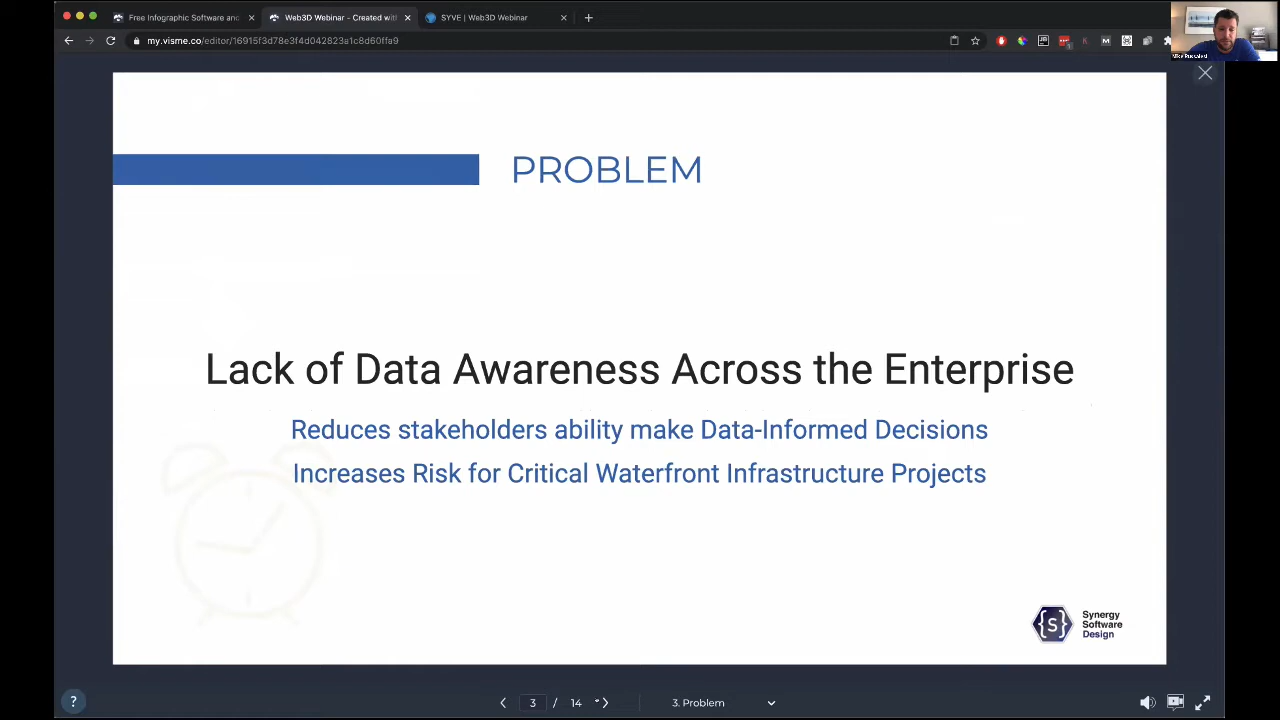 Free Infographic Software and
Web3D Webinar - Created with
SYVE | Web3D Webinar
my.visme.co/editor/16915f3d78e3f4d042823a1c8d60ffa9
PROBLEM
Lack of Data Awareness Across the Enterprise
Reduces stakeholders ability make Data-Informed Decisions
Increases Risk for Critical Waterfront Infrastructure Projects
{S}
Synergy
Software
Design
?
3 / 14
3. Problem